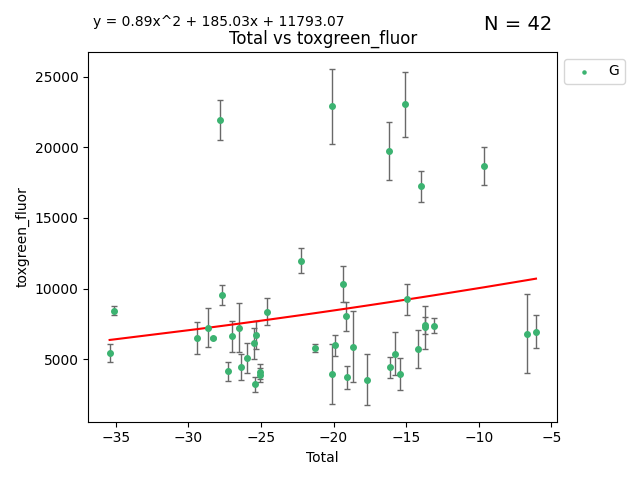 y = 0.89x^2 + 185.03x + 11793.07
N = 42
Total vs toxgreen_fluor
G
toxgreen_fluor
25000
20000
15000
10000
5000
−35 −30 −25 −20 −15 −10 −5
Total